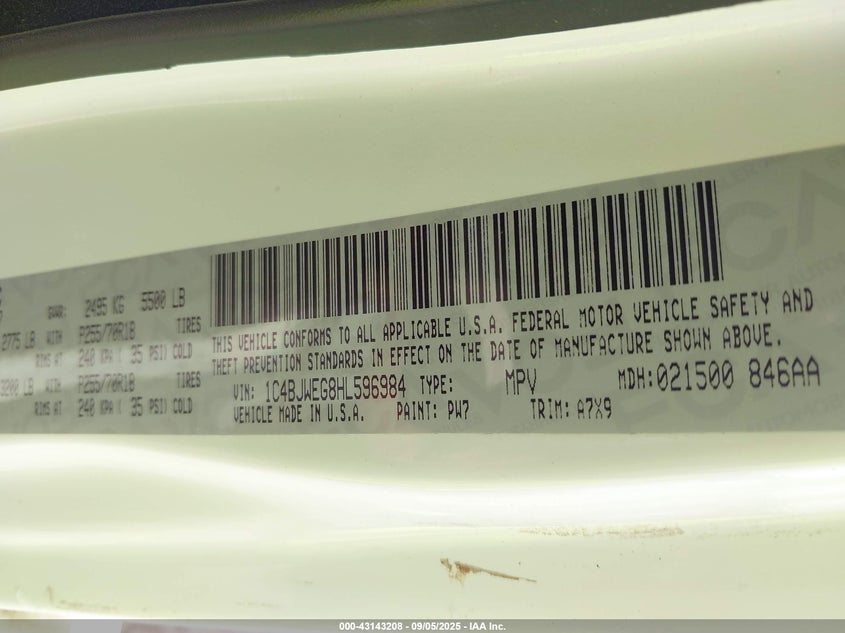 GVWR: 2495 KG 5500 LB
2775 LB WITH P255/70R18 TIRES
RIMS AT 240 KPA ( 35 PSI) COLD
3200 LB WITH P255/70R18 TIRES
RIMS AT 240 KPA ( 35 PSI) COLD
THIS VEHICLE CONFORMS TO ALL APPLICABLE U.S.A. FEDERAL MOTOR VEHICLE SAFETY AND
THEFT PREVENTION STANDARDS IN EFFECT ON THE DATE OF MANUFACTURE SHOWN ABOVE.
VIN: 1C4BJWEG8HL596984 TYPE: MPV MDH:021500 846AA
VEHICLE MADE IN U.S.A. PAINT: PW7 TRIM: A7X9
000-43143208 - 09/05/2025 - IAA Inc.